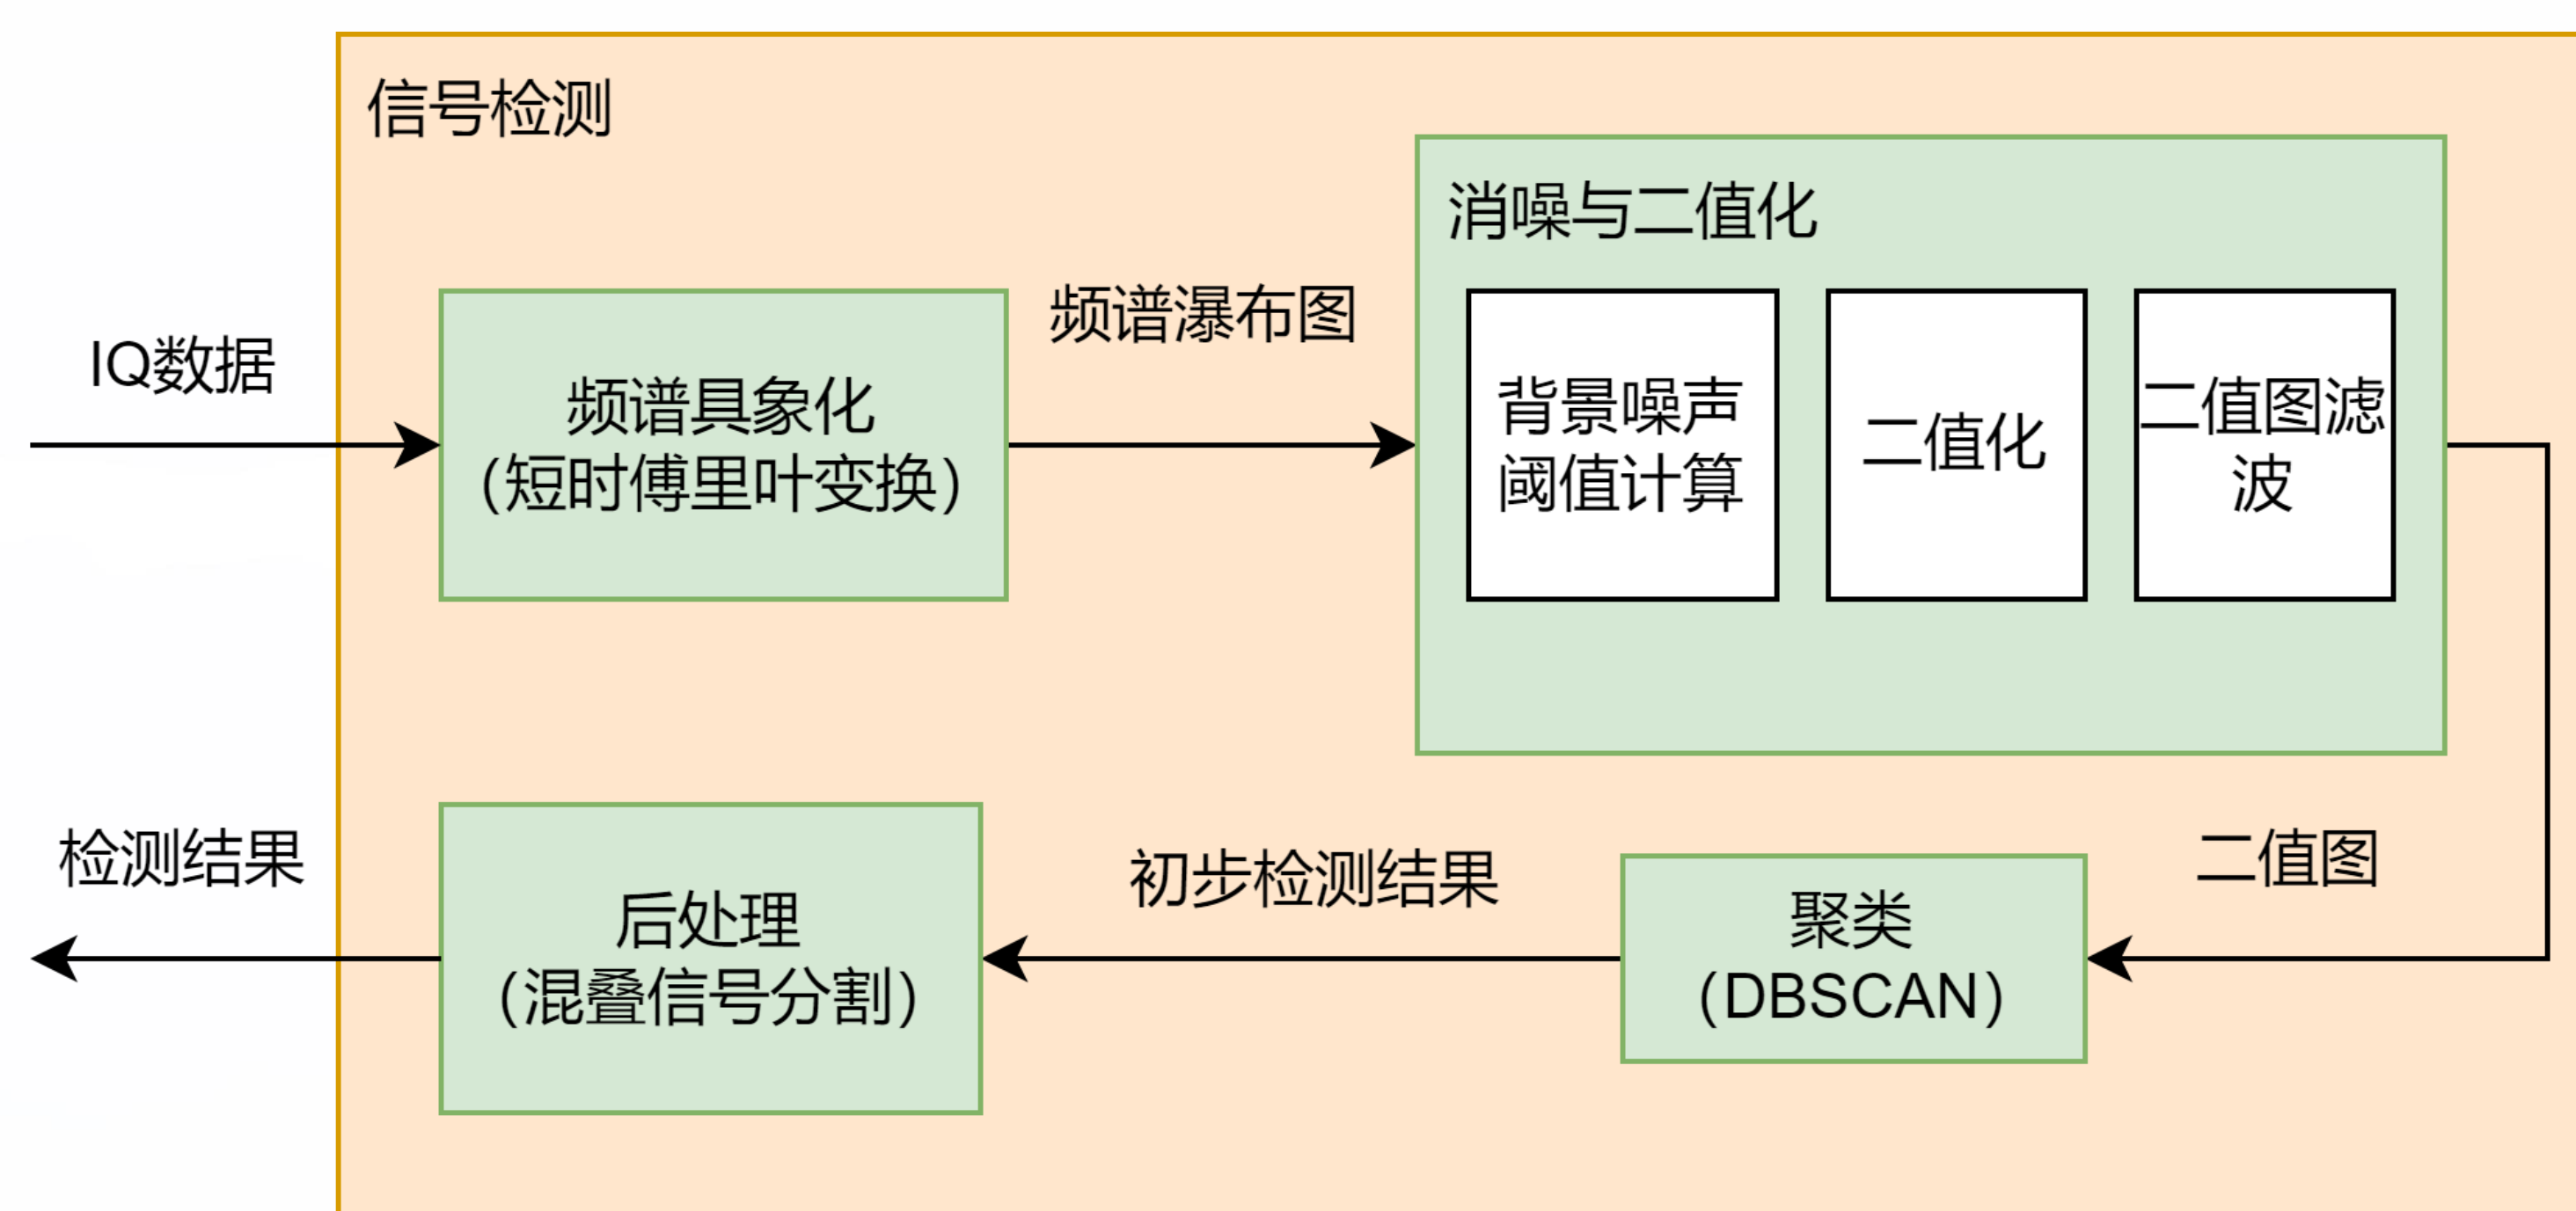 信号检测
消噪与二值化
IQ数据
频谱具象化
（短时傅里叶变换）
频谱瀑布图
背景噪声
阈值计算
二值化
二值图滤
波
二值图
聚类
（DBSCAN）
初步检测结果
后处理
（混叠信号分割）
检测结果